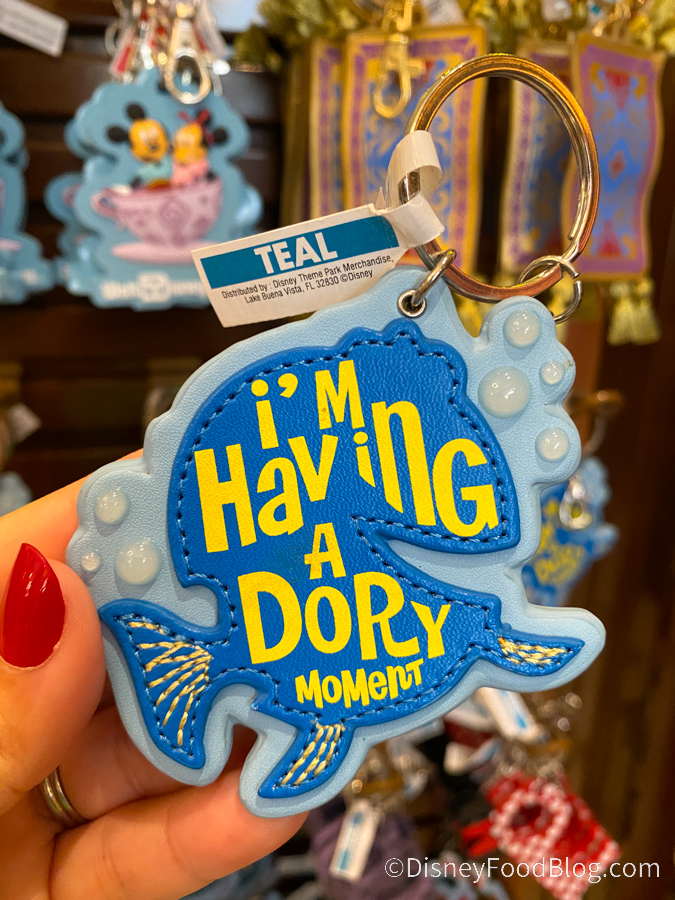 TEAL
Distributed by : Disney Theme Park Merchandise,
Lake Buena Vista, FL 32830 ©Disney
i'M
HaviNG
A
DORY
MOMeNT
©DisneyFoodBlog.com